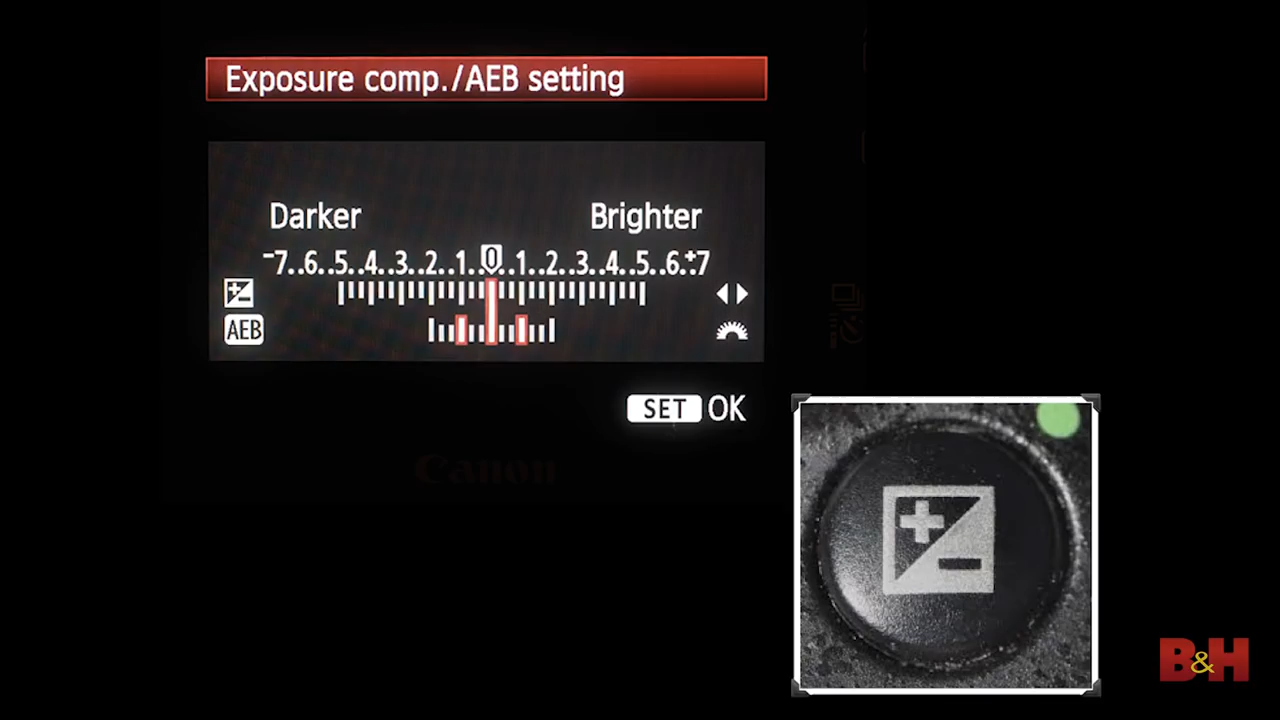 Exposure comp./AEB setting
Darker Brighter
-7..6..5..4..3..2..1..0..1..2..3..4..5..6..+7
AEB
SET OK
Canon
B&H